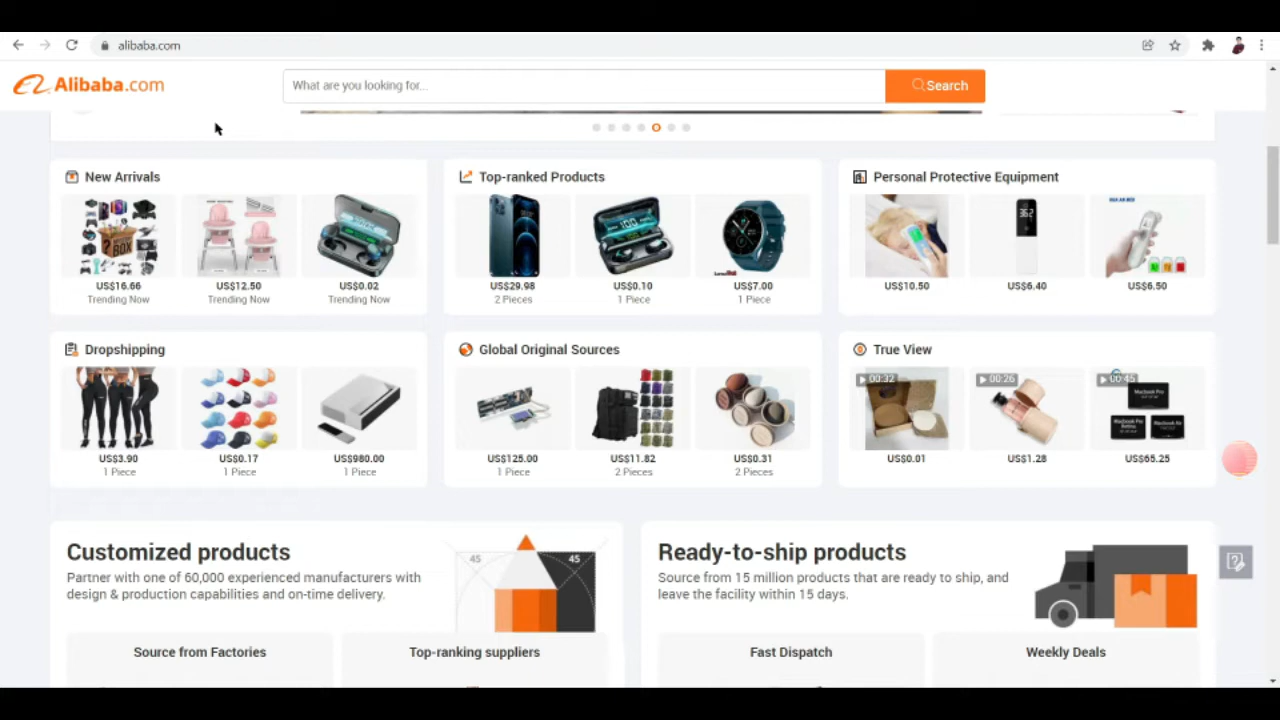 alibaba.com
Alibaba.com
What are you looking for...
Search
New Arrivals
US$16.66
Trending Now
US$12.50
Trending Now
US$0.02
Trending Now
Top-ranked Products
100
US$29.98
2 Pieces
US$0.10
1 Piece
US$7.00
1 Piece
Personal Protective Equipment
362
US$10.50
US$6.40
US$6.50
Dropshipping
US$3.90
1 Piece
US$0.17
1 Piece
US$980.00
1 Piece
Global Original Sources
US$125.00
1 Piece
US$11.82
2 Pieces
US$0.31
2 Pieces
True View
00:32
00:26
00:45
Macbook Pro
US$0.01
US$1.28
US$65.25
Customized products
Partner with one of 60,000 experienced manufacturers with
design & production capabilities and on-time delivery.
45
45
Source from Factories
Top-ranking suppliers
Ready-to-ship products
Source from 15 million products that are ready to ship, and
leave the facility within 15 days.
Fast Dispatch
Weekly Deals